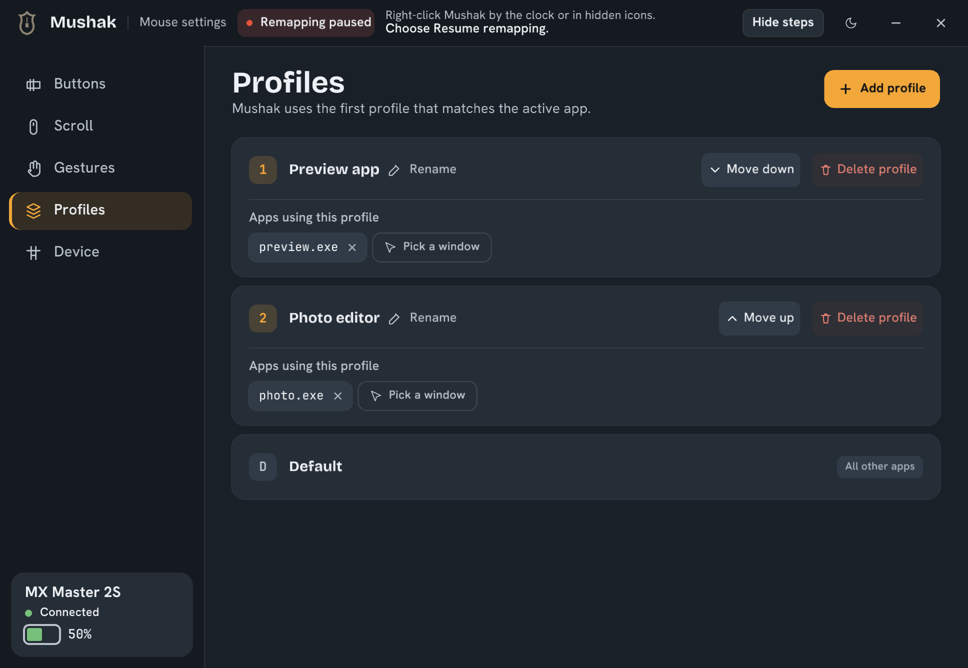 Mushak
Mouse settings
Remapping paused
Right-click Mushak by the clock or in hidden icons.
Choose Resume remapping.
Hide steps
Buttons
Scroll
Gestures
Profiles
Device
MX Master 2S
Connected
50%
Profiles
Mushak uses the first profile that matches the active app.
Add profile
1 Preview app Rename Move down Delete profile
Apps using this profile
preview.exe Pick a window
2 Photo editor Rename Move up Delete profile
Apps using this profile
photo.exe Pick a window
D Default All other apps